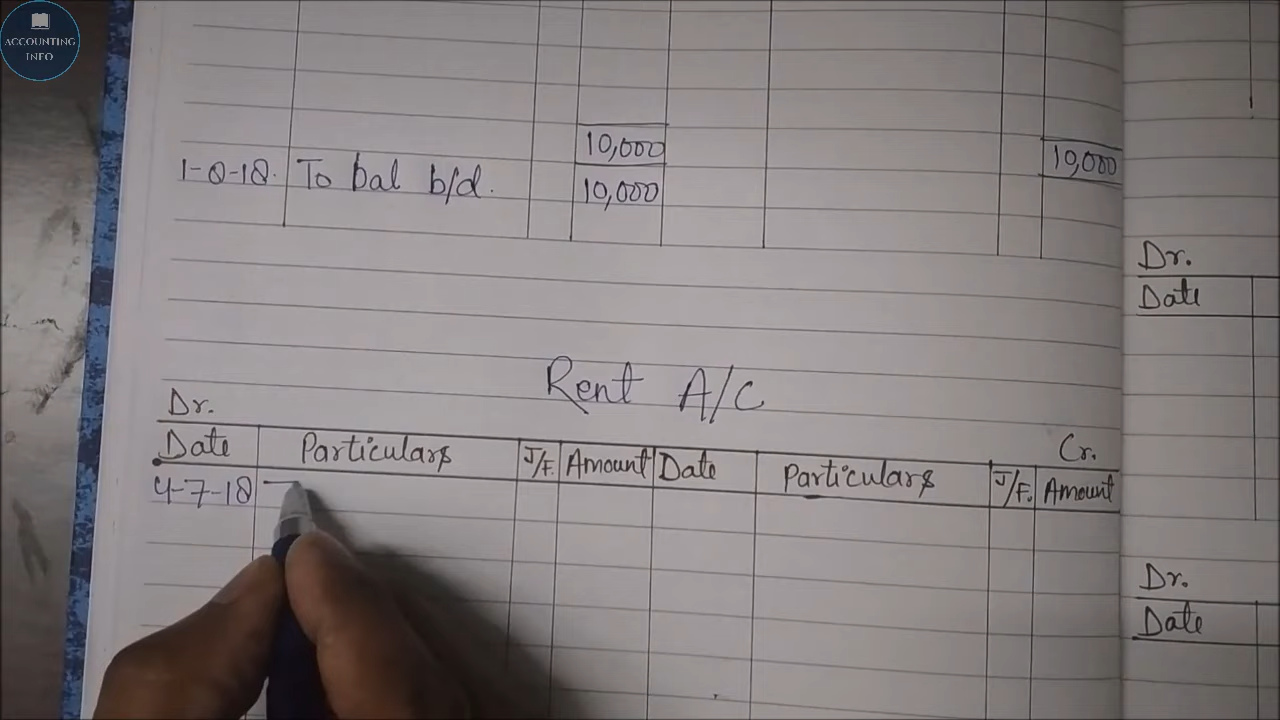 ACCOUNTING
INFO
10,000 10,000
1-8-18. To bal b/d. 10,000
Dr.
Date
Rent A/C
Dr. Cr.
Date Particulars J/F. Amount Date Particulars J/F. Amount
4-7-18
Dr.
Date